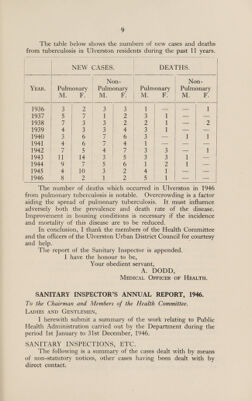 9
The table below shows the numbers of new cases and deaths
from tuberculosis in Ulverston residents during the past 11 years.
NEW CASES. DEATHS.
YEAR. Pulmonary Non-Pulmonary Pulmonary Non-Pulmonary
M. F. M. F. M. F. M. F.
1936 3 2 3 3 1 — — 1
1937 5 7 1 2 3 1 — —
1938 7 3 3 2 2 1 — 2
1939 4 3 3 4 3 1 — —
1940 3 6 7 6 3 — 1 1
1941 4 6 7 4 1 — — —
1942 7 5 4 7 3 3 — 1
1943 11 14 3 5 3 3 1 —
1944 9 7 5 6 1 2 1 —
1945 4 10 3 2 4 1 — —
1946 8 2 1 2 5 1 — —
The number of deaths which occurred in Ulverston in 1946
from pulmonary tuberculosis is notable. Overcrowding is a factor
aiding the spread of pulmonary tuberculosis. It must influence
adversely both the prevalence and death rate of the disease.
Improvement in housing conditions is necessary if the incidence
and mortality of this disease are to be reduced.
In conclusion, I thank the members of the Health Committee
and the officers of the Ulverston Urban District Council for courtesy
and help.
The report of the Sanitary Inspector is appended.
I have the honour to be,
Your obedient servant,
A. DODD,
MEDICAL OFFICER OF HEALTH.
SANITARY INSPECTOR'S ANNUAL REPORT, 1946.
To the Chairman and Members of the Health Committee.
LADIES AND GENTLEMEN,
I herewith submit a summary of the work relating to Public
Health Administration carried out by the Department during the
period 1st January to 31st December, 1946.
SANITARY INSPECTIONS, ETC.
The following is a summary of the cases dealt with by means
of non-statutory notices, other cases having been dealt with by
direct contact.